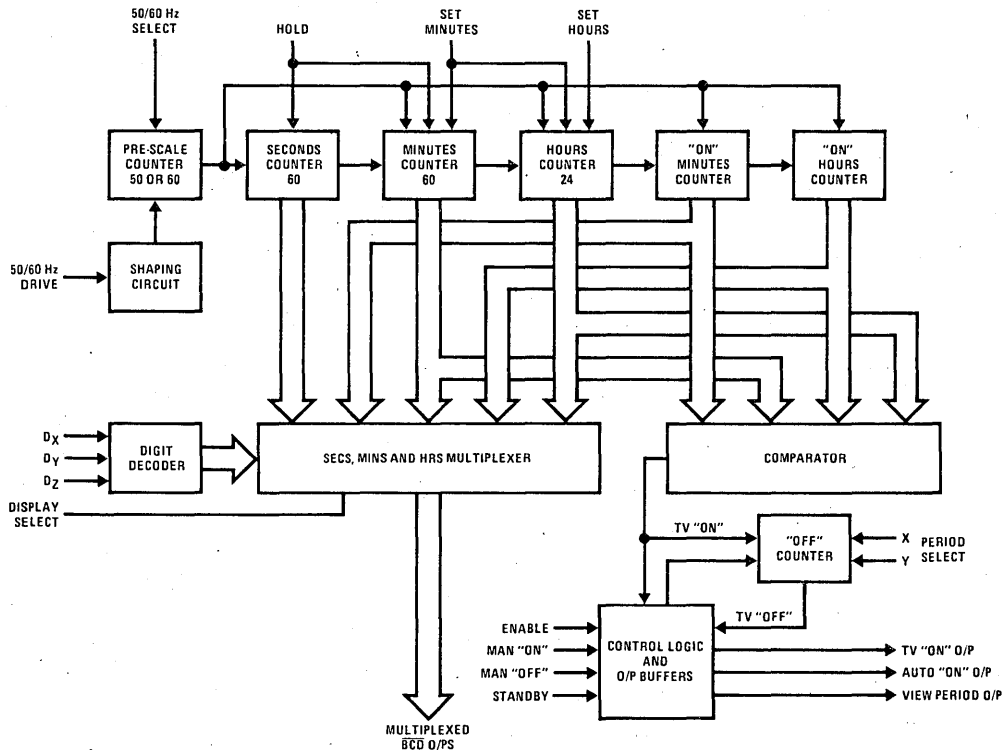 50/60 Hz
SELECT
HOLD
SET
MINUTES
SET
HOURS
PRE-SCALE
COUNTER
50 OR 60
SECONDS
COUNTER
60
MINUTES
COUNTER
60
HOURS
COUNTER
24
"ON"
MINUTES
COUNTER
"ON"
HOURS
COUNTER
50/60 Hz
DRIVE
SHAPING
CIRCUIT
DX
DY
DZ
DIGIT
DECODER
SECS, MINS AND HRS MULTIPLEXER
COMPARATOR
DISPLAY
SELECT
TV "ON"
"OFF"
COUNTER
X
Y
PERIOD
SELECT
TV "OFF"
ENABLE
MAN "ON"
MAN "OFF"
STANDBY
CONTROL LOGIC
AND
O/P BUFFERS
TV "ON" O/P
AUTO "ON" O/P
VIEW PERIOD O/P
MULTIPLEXED
B̅C̅D̅ O/PS